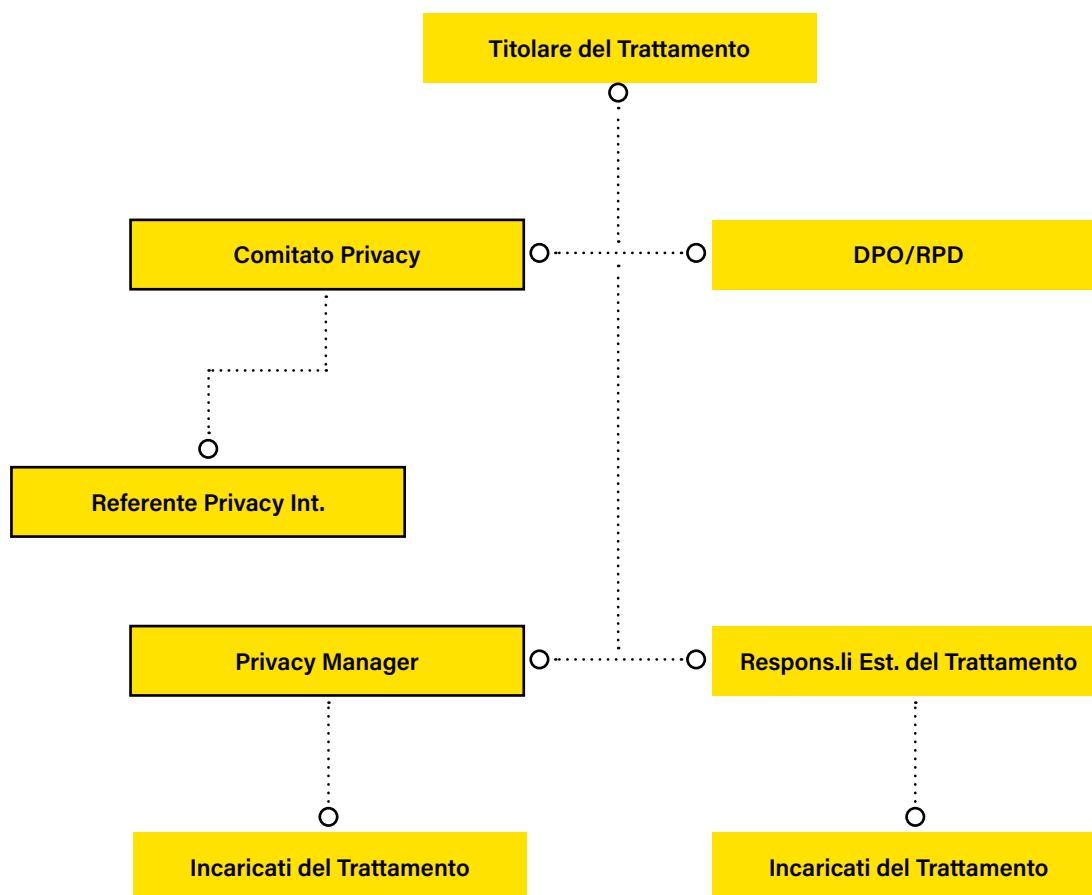 Titolare del Trattamento
Comitato Privacy
DPO/RPD
Referente Privacy Int.
Privacy Manager
Respons.li Est. del Trattamento
Incaricati del Trattamento
Incaricati del Trattamento